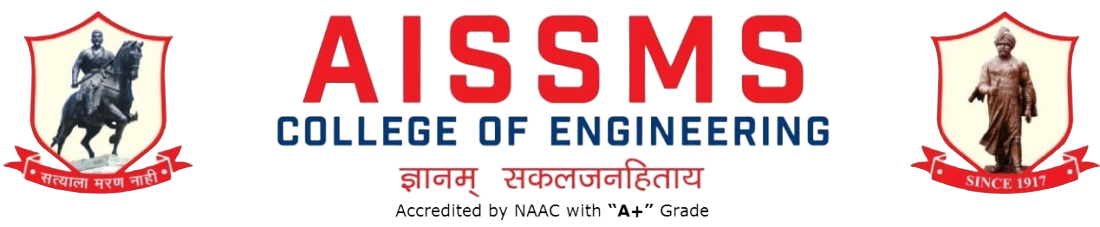 AISSMS
COLLEGE OF ENGINEERING
ज्ञानम् सकलजनहिताय
Accredited by NAAC with “A+” Grade
सत्याला मरण नाही
SINCE 1917